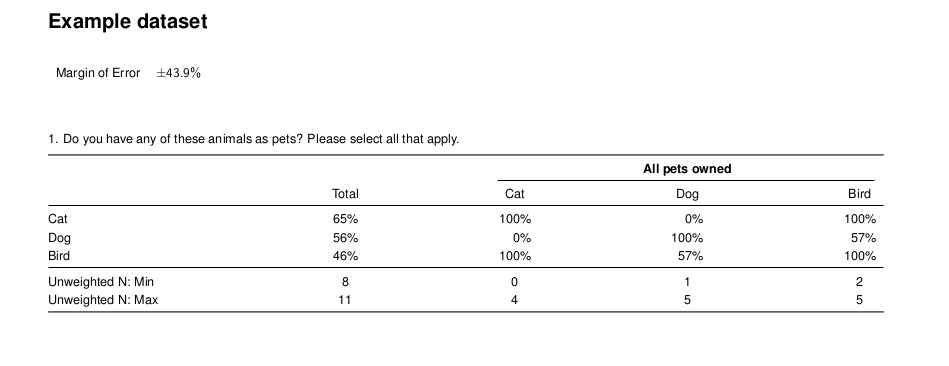 Example dataset
Margin of Error ±43.9%
1. Do you have any of these animals as pets? Please select all that apply.
All pets owned
Total Cat Dog Bird
Cat 65% 100% 0% 100%
Dog 56% 0% 100% 57%
Bird 46% 100% 57% 100%
Unweighted N: Min 8 0 1 2
Unweighted N: Max 11 4 5 5